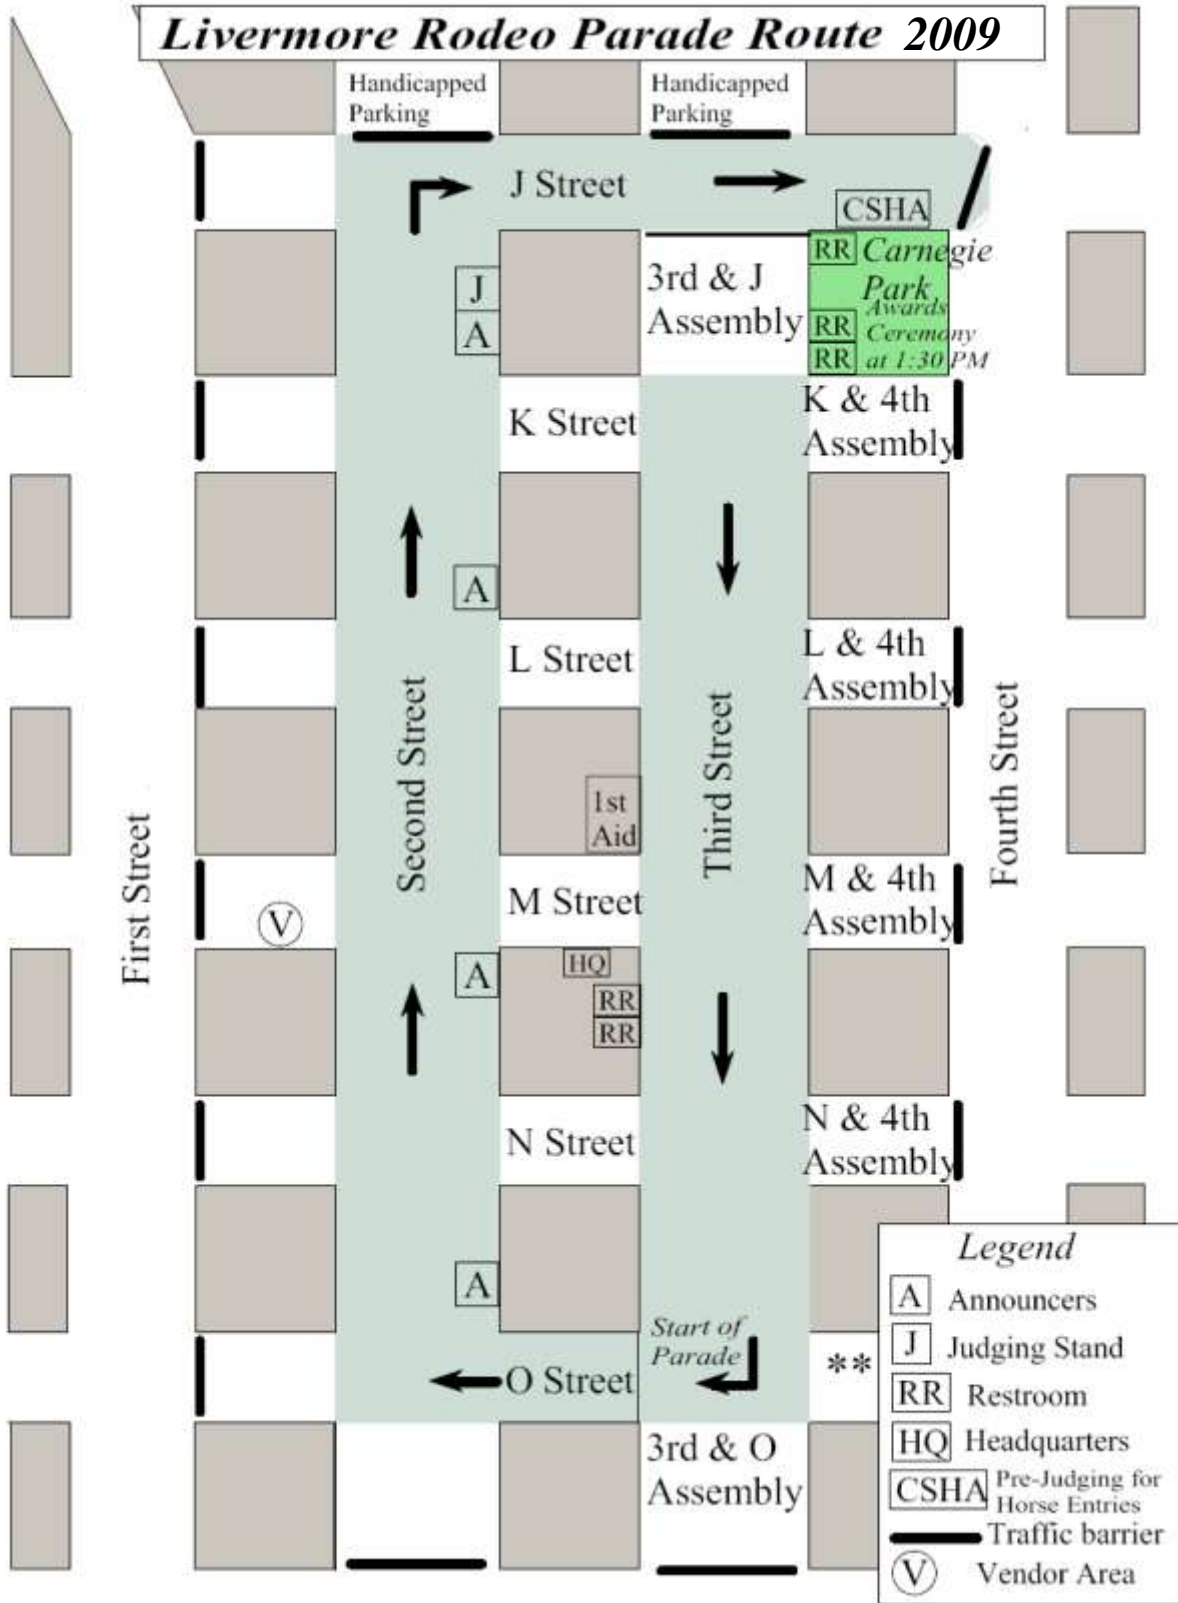 Livermore Rodeo Parade Route 2009
Handicapped
Parking
Handicapped
Parking
J Street
CSHA
J
A
3rd & J
Assembly
RR
Carnegie
Park
Awards
RR
Ceremony
RR
at 1:30 PM
K Street
K & 4th
Assembly
A
L Street
L & 4th
Assembly
Second Street
Third Street
Fourth Street
1st
Aid
First Street
V
M Street
M & 4th
Assembly
A
HQ
RR
RR
N Street
N & 4th
Assembly
A
Start of
Parade
O Street
**
3rd & O
Assembly
Legend
A Announcers
J Judging Stand
RR Restroom
HQ Headquarters
CSHA Pre-Judging for
Horse Entries
Traffic barrier
V Vendor Area